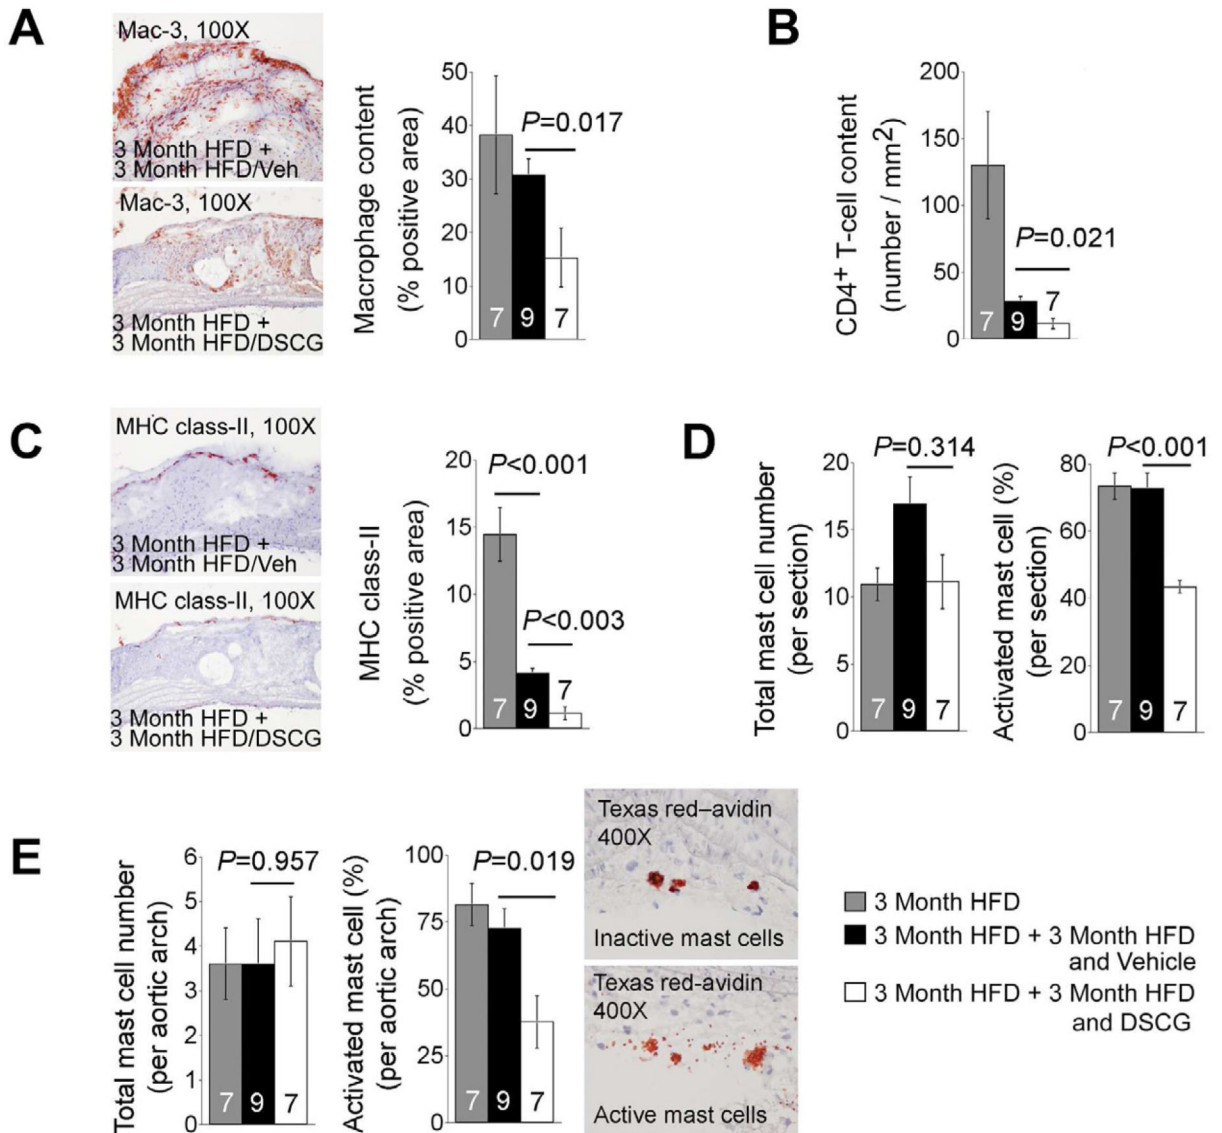 A
Mac-3, 100X
3 Month HFD +
3 Month HFD/Veh
Mac-3, 100X
3 Month HFD +
3 Month HFD/DSCG
Macrophage content
(% positive area)
50
40
30
20
10
0
P=0.017
7
9
7
B
CD4+ T-cell content
(number / mm2)
200
150
100
50
0
P=0.021
7
9
7
C
MHC class-II, 100X
3 Month HFD +
3 Month HFD/Veh
MHC class-II, 100X
3 Month HFD +
3 Month HFD/DSCG
MHC class-II
(% positive area)
20
15
10
5
0
P<0.001
P<0.003
7
9
7
D
Total mast cell number
(per section)
20
15
10
5
0
P=0.314
7
9
7
Activated mast cell (%)
(per section)
80
60
40
20
0
P<0.001
7
9
7
E
Total mast cell number
(per aortic arch)
6
5
4
3
2
1
0
P=0.957
7
9
7
Activated mast cell (%)
(per aortic arch)
100
75
50
25
0
P=0.019
7
9
7
Texas red–avidin
400X
Inactive mast cells
Texas red-avidin
400X
Active mast cells
3 Month HFD
3 Month HFD + 3 Month HFD
and Vehicle
3 Month HFD + 3 Month HFD
and DSCG